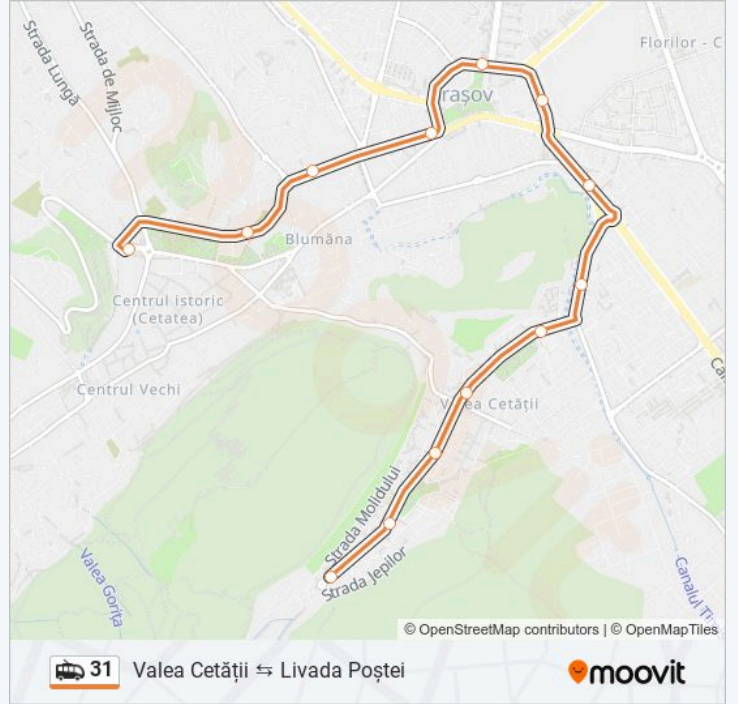 Strada Lungă
Strada de Mijloc
Florilor - C
rașov
Blumăna
Centrul istoric
(Cetatea)
Centrul Vechi
Valea Cetății
Strada Molidului
Strada Jepilor
Valea Gorița
Canalul Ti
Ca
© OpenStreetMap contributors | © OpenMapTiles
31 Valea Cetății ⇆ Livada Poștei
moovit